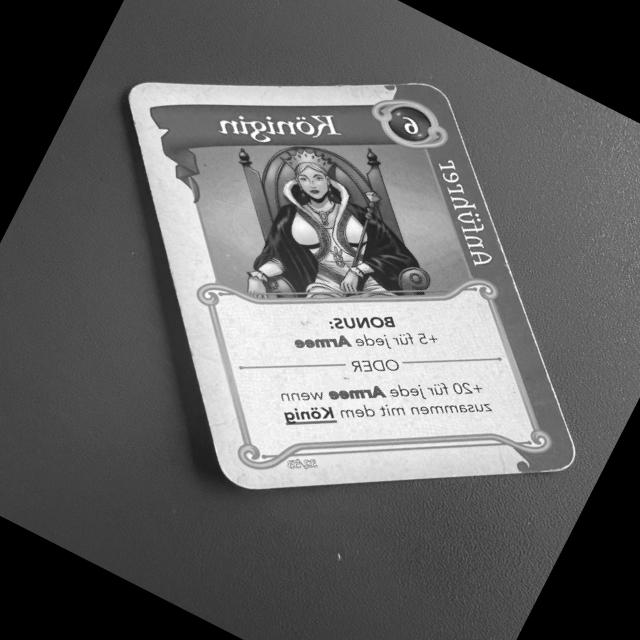 6
Königin
Anführer
BONUS:
+5 für jede Armee
ODER
+20 für jede Armee wenn
zusammen mit dem König